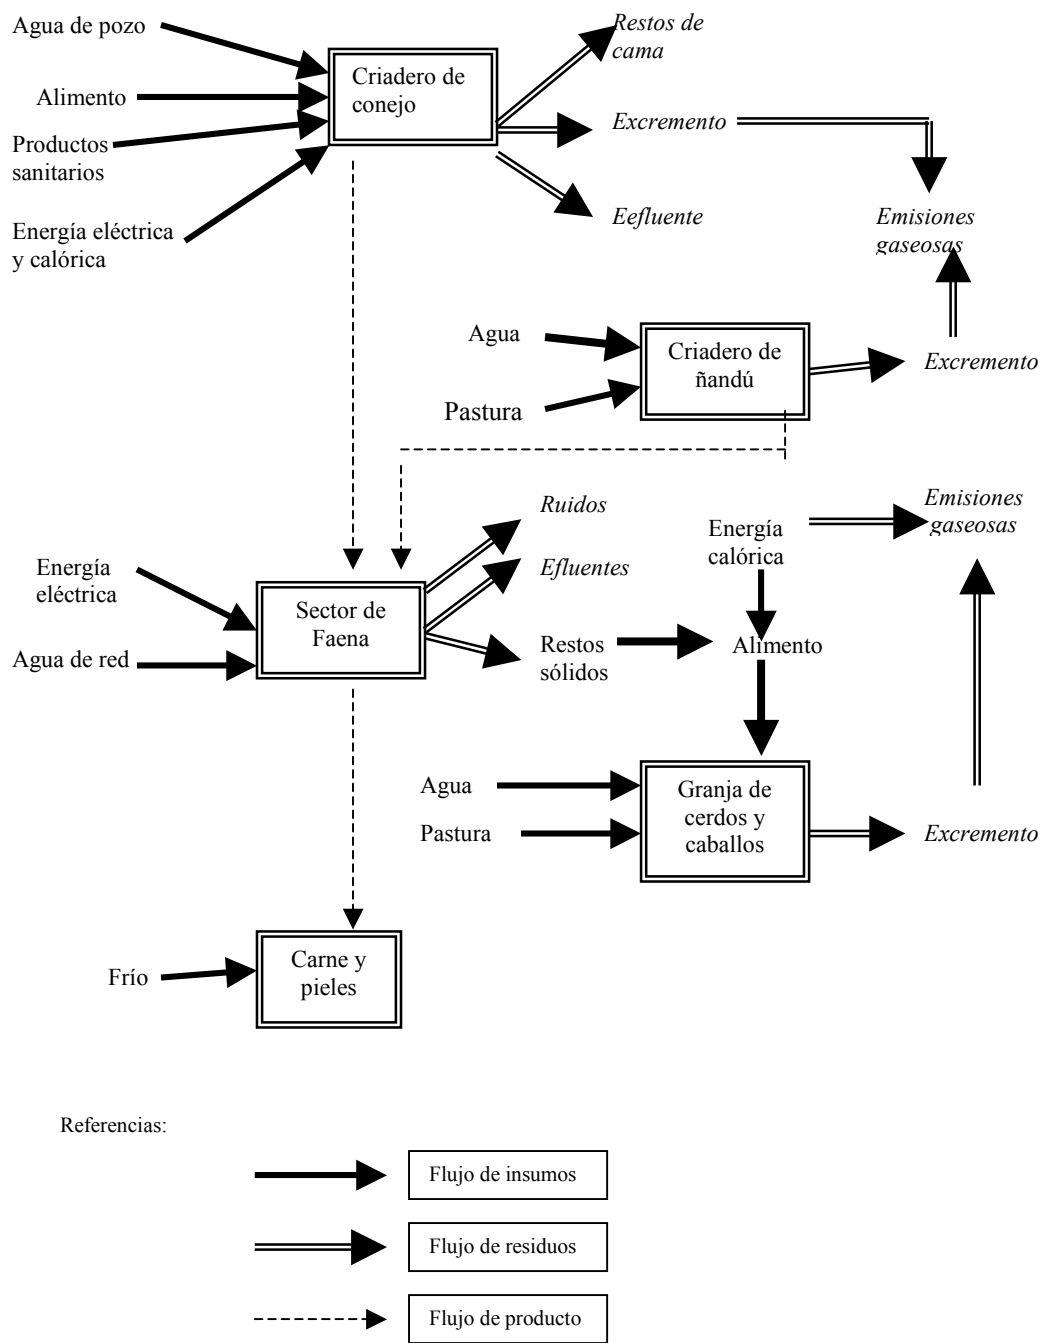 Agua de pozo
Alimento
Productos
sanitarios
Energía eléctrica
y calórica
Criadero de
conejo
Restos de
cama
Excremento
Eefluente
Emisiones
gaseosas
Agua
Pastura
Criadero de
ñandú
Excremento
Energía
eléctrica
Agua de red
Sector de
Faena
Ruidos
Efluentes
Restos
sólidos
Energía
calórica
Alimento
Emisiones
gaseosas
Agua
Pastura
Granja de
cerdos y
caballos
Excremento
Frío
Carne y
pieles
Referencias:
Flujo de insumos
Flujo de residuos
Flujo de producto